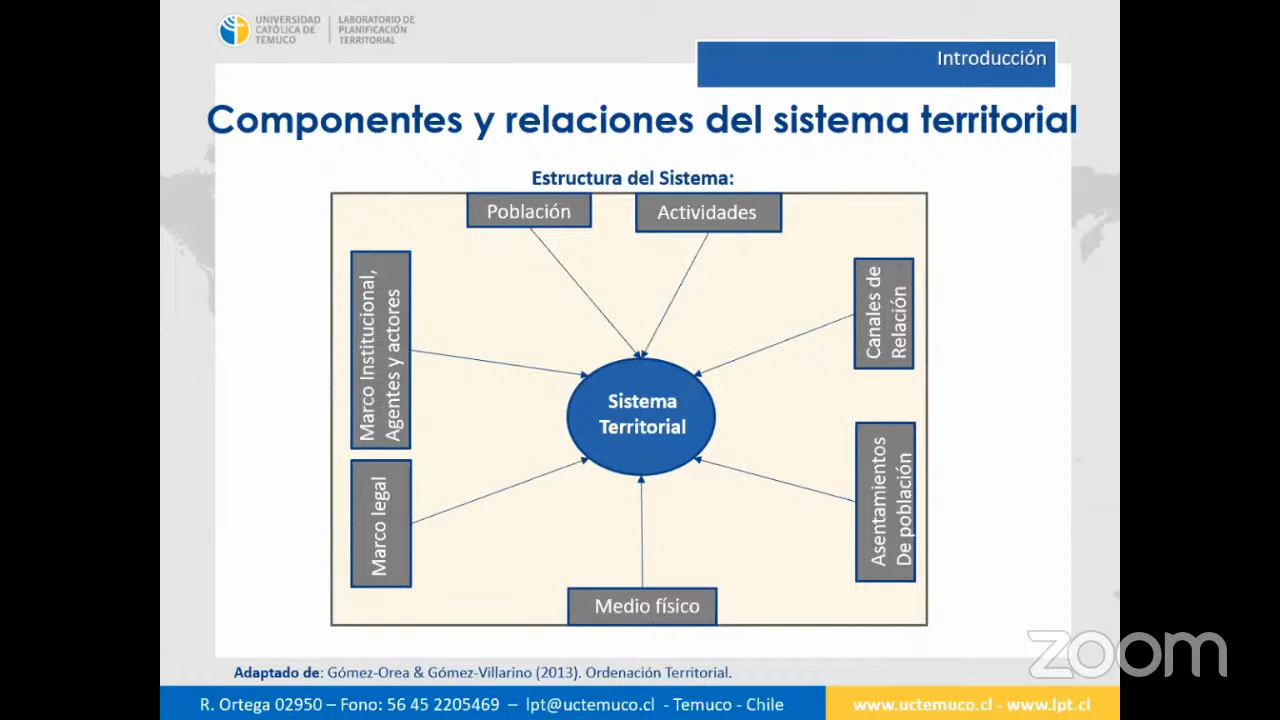 UNIVERSIDAD
CATÓLICA DE
TEMUCO
LABORATORIO DE
PLANIFICACIÓN
TERRITORIAL
Introducción
Componentes y relaciones del sistema territorial
Estructura del Sistema:
Población
Actividades
Marco Institucional,
Agentes y actores
Canales de
Relación
Sistema
Territorial
Marco legal
Asentamientos
De población
Medio físico
zoom
Adaptado de: Gómez-Orea & Gómez-Villarino (2013). Ordenación Territorial.
R. Ortega 02950 – Fono: 56 45 2205469 – lpt@uctemuco.cl - Temuco - Chile
www.uctemuco.cl - www.lpt.cl